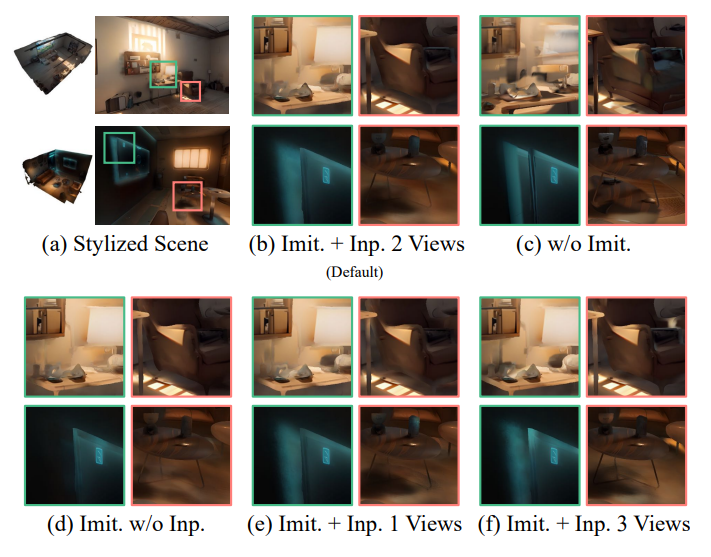 (a) Stylized Scene
(b) Imit. + Inp. 2 Views
(Default)
(c) w/o Imit.
(d) Imit. w/o Inp.
(e) Imit. + Inp. 1 Views
(f) Imit. + Inp. 3 Views